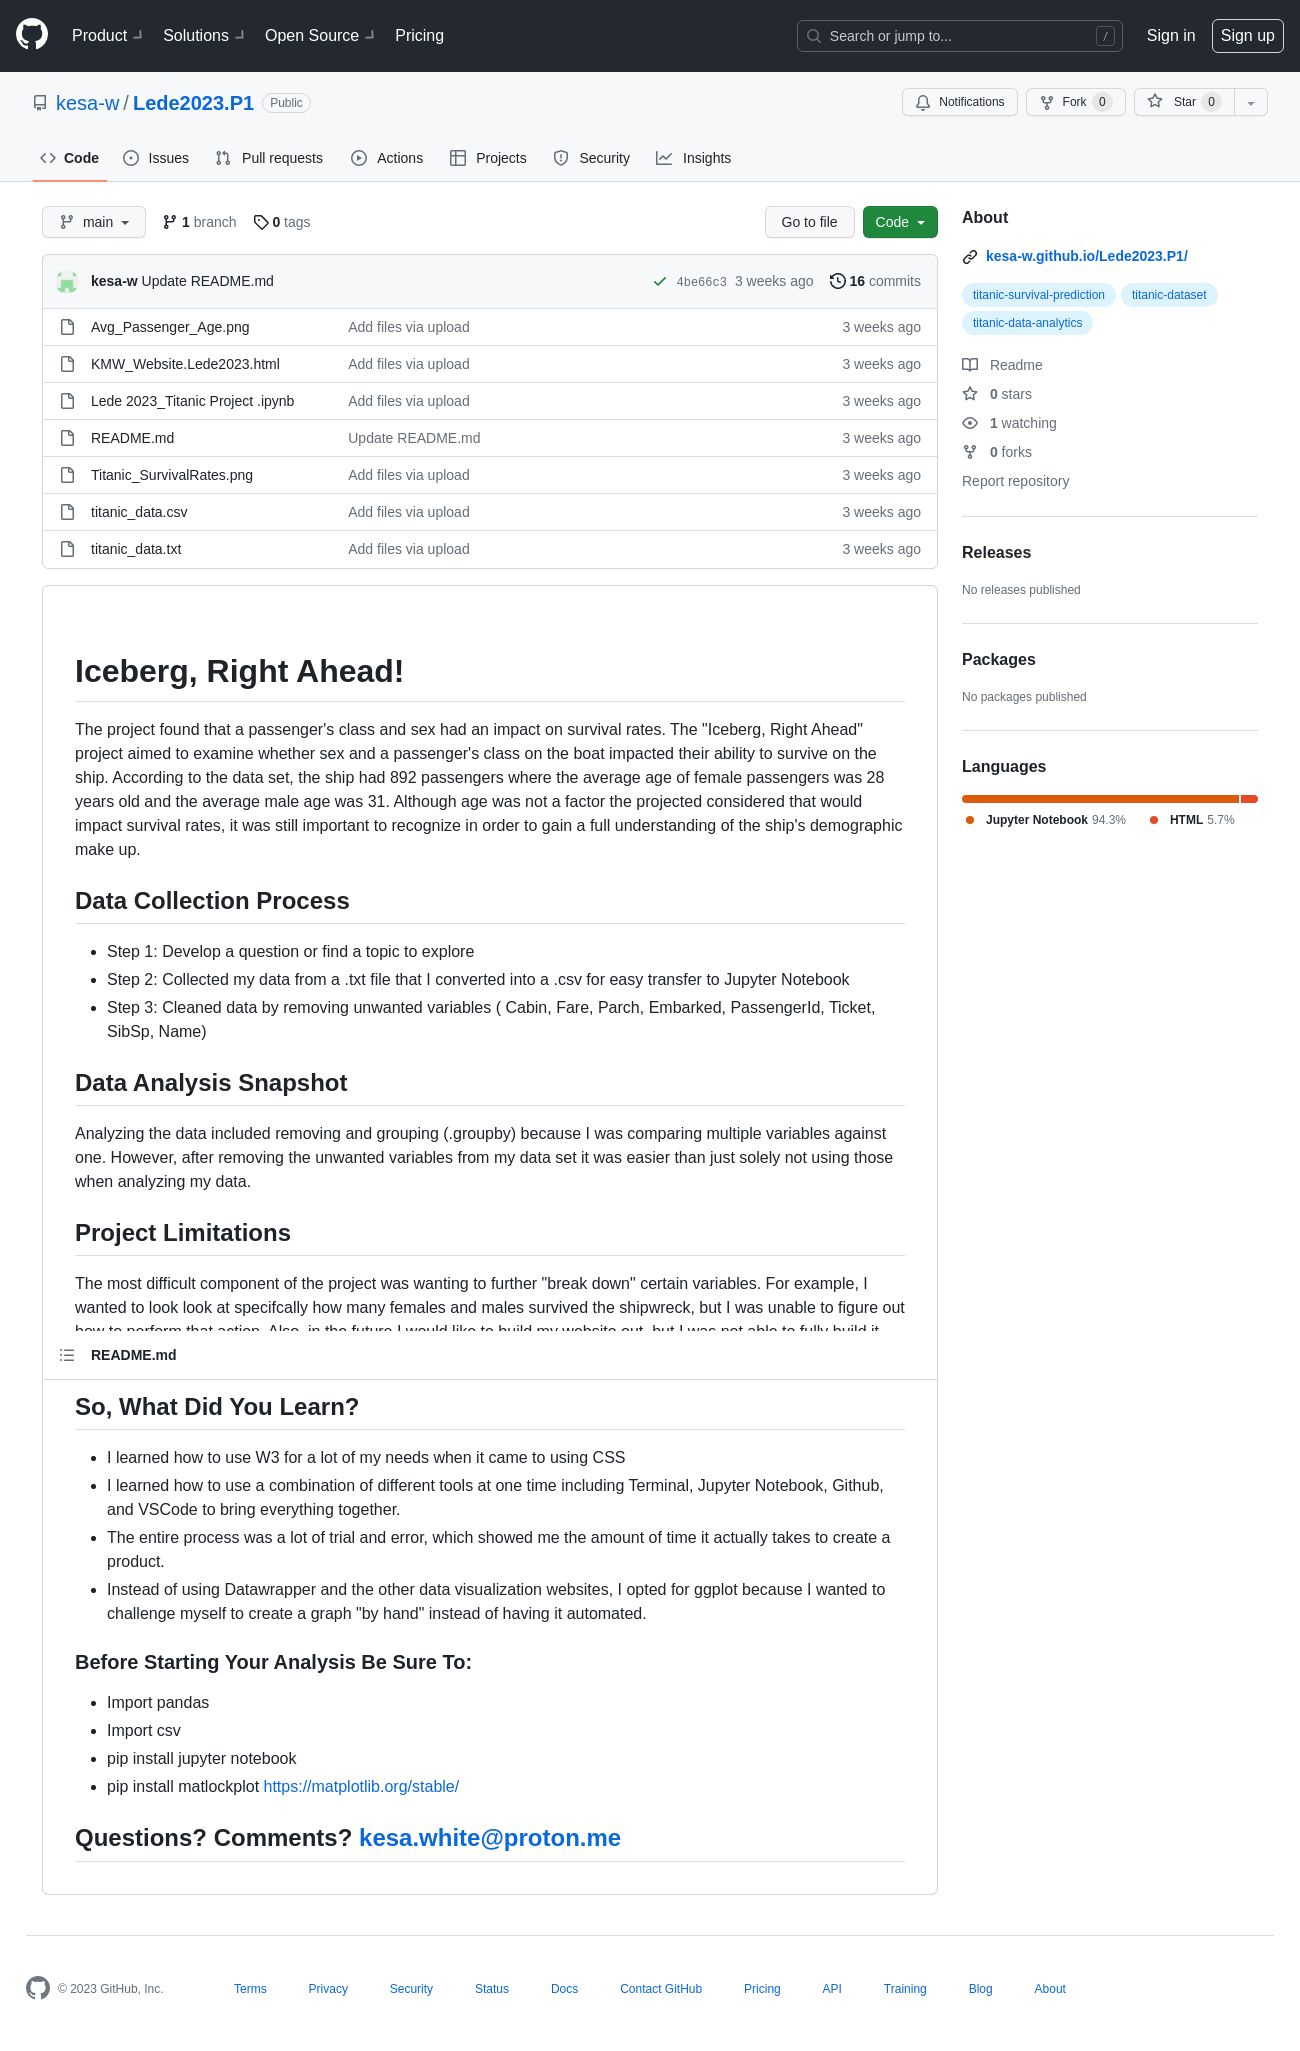 Product Solutions Open Source Pricing Search or jump to... / Sign in Sign up
kesa-w / Lede2023.P1 Public Notifications Fork 0 Star 0
Code Issues Pull requests Actions Projects Security Insights
main 1 branch 0 tags Go to file Code
kesa-w Update README.md 4be66c3 3 weeks ago 16 commits
Avg_Passenger_Age.png Add files via upload 3 weeks ago
KMW_Website.Lede2023.html Add files via upload 3 weeks ago
Lede 2023_Titanic Project .ipynb Add files via upload 3 weeks ago
README.md Update README.md 3 weeks ago
Titanic_SurvivalRates.png Add files via upload 3 weeks ago
titanic_data.csv Add files via upload 3 weeks ago
titanic_data.txt Add files via upload 3 weeks ago
Iceberg, Right Ahead!
The project found that a passenger's class and sex had an impact on survival rates. The "Iceberg, Right Ahead"
project aimed to examine whether sex and a passenger's class on the boat impacted their ability to survive on the
ship. According to the data set, the ship had 892 passengers where the average age of female passengers was 28
years old and the average male age was 31. Although age was not a factor the projected considered that would
impact survival rates, it was still important to recognize in order to gain a full understanding of the ship's demographic
make up.
Data Collection Process
Step 1: Develop a question or find a topic to explore
Step 2: Collected my data from a .txt file that I converted into a .csv for easy transfer to Jupyter Notebook
Step 3: Cleaned data by removing unwanted variables ( Cabin, Fare, Parch, Embarked, PassengerId, Ticket,
SibSp, Name)
Data Analysis Snapshot
Analyzing the data included removing and grouping (.groupby) because I was comparing multiple variables against
one. However, after removing the unwanted variables from my data set it was easier than just solely not using those
when analyzing my data.
Project Limitations
The most difficult component of the project was wanting to further "break down" certain variables. For example, I
wanted to look look at specifcally how many females and males survived the shipwreck, but I was unable to figure out
how to perform that action. Also, in the future I would like to build my website out, but I was not able to fully build it
README.md
So, What Did You Learn?
I learned how to use W3 for a lot of my needs when it came to using CSS
I learned how to use a combination of different tools at one time including Terminal, Jupyter Notebook, Github,
and VSCode to bring everything together.
The entire process was a lot of trial and error, which showed me the amount of time it actually takes to create a
product.
Instead of using Datawrapper and the other data visualization websites, I opted for ggplot because I wanted to
challenge myself to create a graph "by hand" instead of having it automated.
Before Starting Your Analysis Be Sure To:
Import pandas
Import csv
pip install jupyter notebook
pip install matlockplot https://matplotlib.org/stable/
Questions? Comments? kesa.white@proton.me
About
kesa-w.github.io/Lede2023.P1/
titanic-survival-prediction titanic-dataset
titanic-data-analytics
Readme
0 stars
1 watching
0 forks
Report repository
Releases
No releases published
Packages
No packages published
Languages
Jupyter Notebook 94.3% HTML 5.7%
© 2023 GitHub, Inc. Terms Privacy Security Status Docs Contact GitHub Pricing API Training Blog About